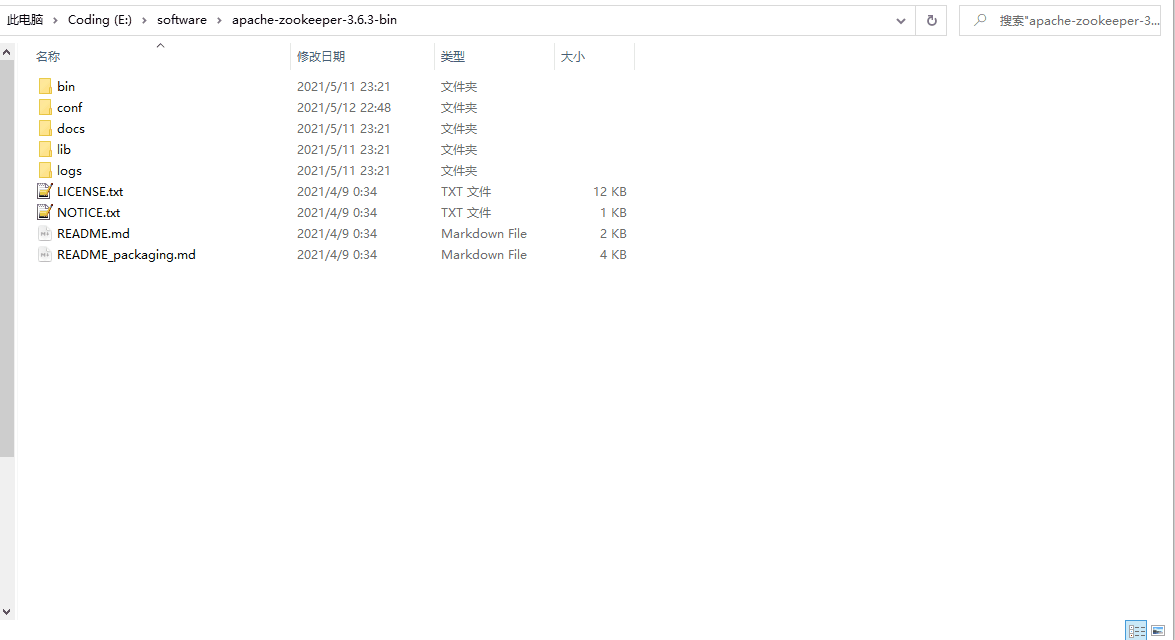 此电脑 › Coding (E:) › software › apache-zookeeper-3.6.3-bin 搜索"apache-zookeeper-3...
名称 修改日期 类型 大小
bin 2021/5/11 23:21 文件夹
conf 2021/5/12 22:48 文件夹
docs 2021/5/11 23:21 文件夹
lib 2021/5/11 23:21 文件夹
logs 2021/5/11 23:21 文件夹
LICENSE.txt 2021/4/9 0:34 TXT 文件 12 KB
NOTICE.txt 2021/4/9 0:34 TXT 文件 1 KB
README.md 2021/4/9 0:34 Markdown File 2 KB
README_packaging.md 2021/4/9 0:34 Markdown File 4 KB